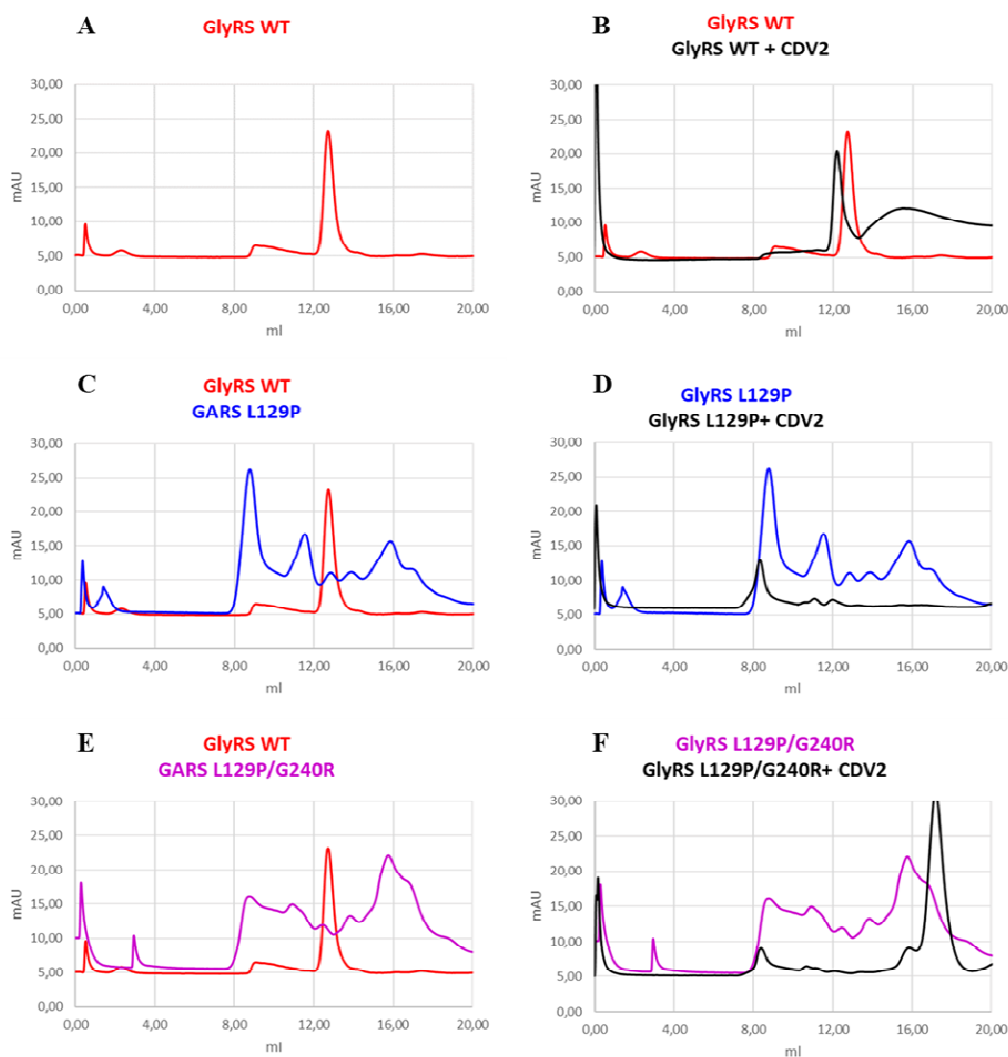 A
GlyRS WT
30,00
25,00
20,00
15,00
10,00
5,00
0,00
mAU
0,00 4,00 8,00 12,00 16,00 20,00
ml
B
GlyRS WT
GlyRS WT + CDV2
30,00
25,00
20,00
15,00
10,00
5,00
0,00
mAU
0,00 4,00 8,00 12,00 16,00 20,00
ml
C
GlyRS WT
GARS L129P
30,00
25,00
20,00
15,00
10,00
5,00
0,00
mAU
0,00 4,00 8,00 12,00 16,00 20,00
ml
D
GlyRS L129P
GlyRS L129P+ CDV2
30,00
25,00
20,00
15,00
10,00
5,00
0,00
mAU
0,00 4,00 8,00 12,00 16,00 20,00
ml
E
GlyRS WT
GARS L129P/G240R
30,00
25,00
20,00
15,00
10,00
5,00
0,00
mAU
0,00 4,00 8,00 12,00 16,00 20,00
ml
F
GlyRS L129P/G240R
GlyRS L129P/G240R+ CDV2
30,00
25,00
20,00
15,00
10,00
5,00
0,00
mAU
0,00 4,00 8,00 12,00 16,00 20,00
ml